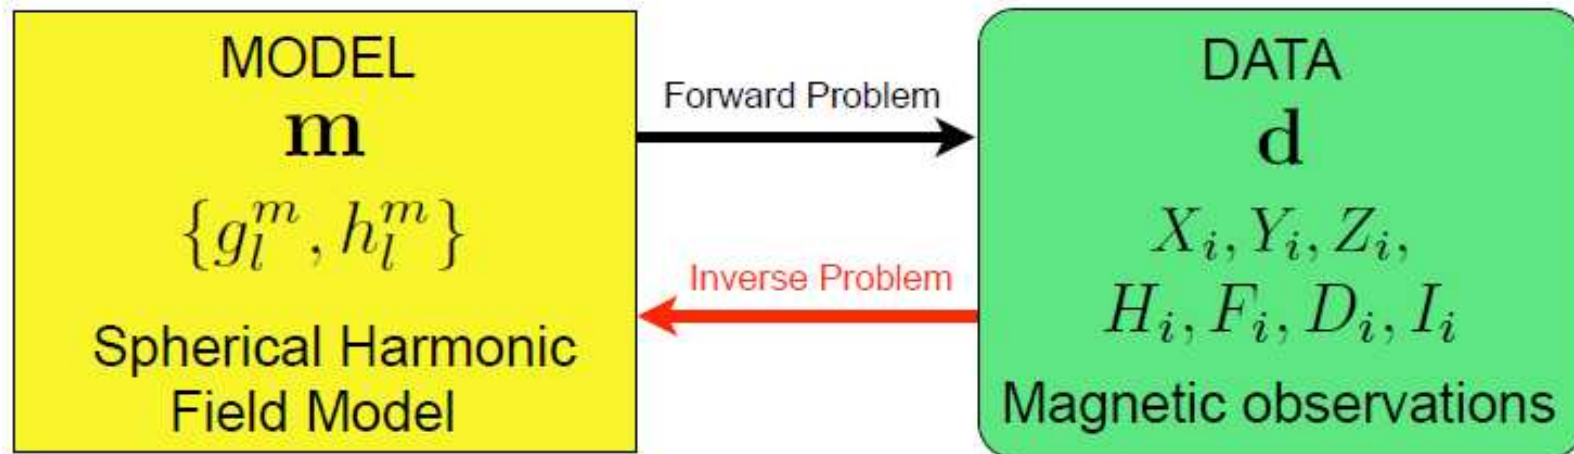 MODEL
m
{g_l^m, h_l^m}
Spherical Harmonic
Field Model
Forward Problem
Inverse Problem
DATA
d
X_i, Y_i, Z_i,
H_i, F_i, D_i, I_i
Magnetic observations